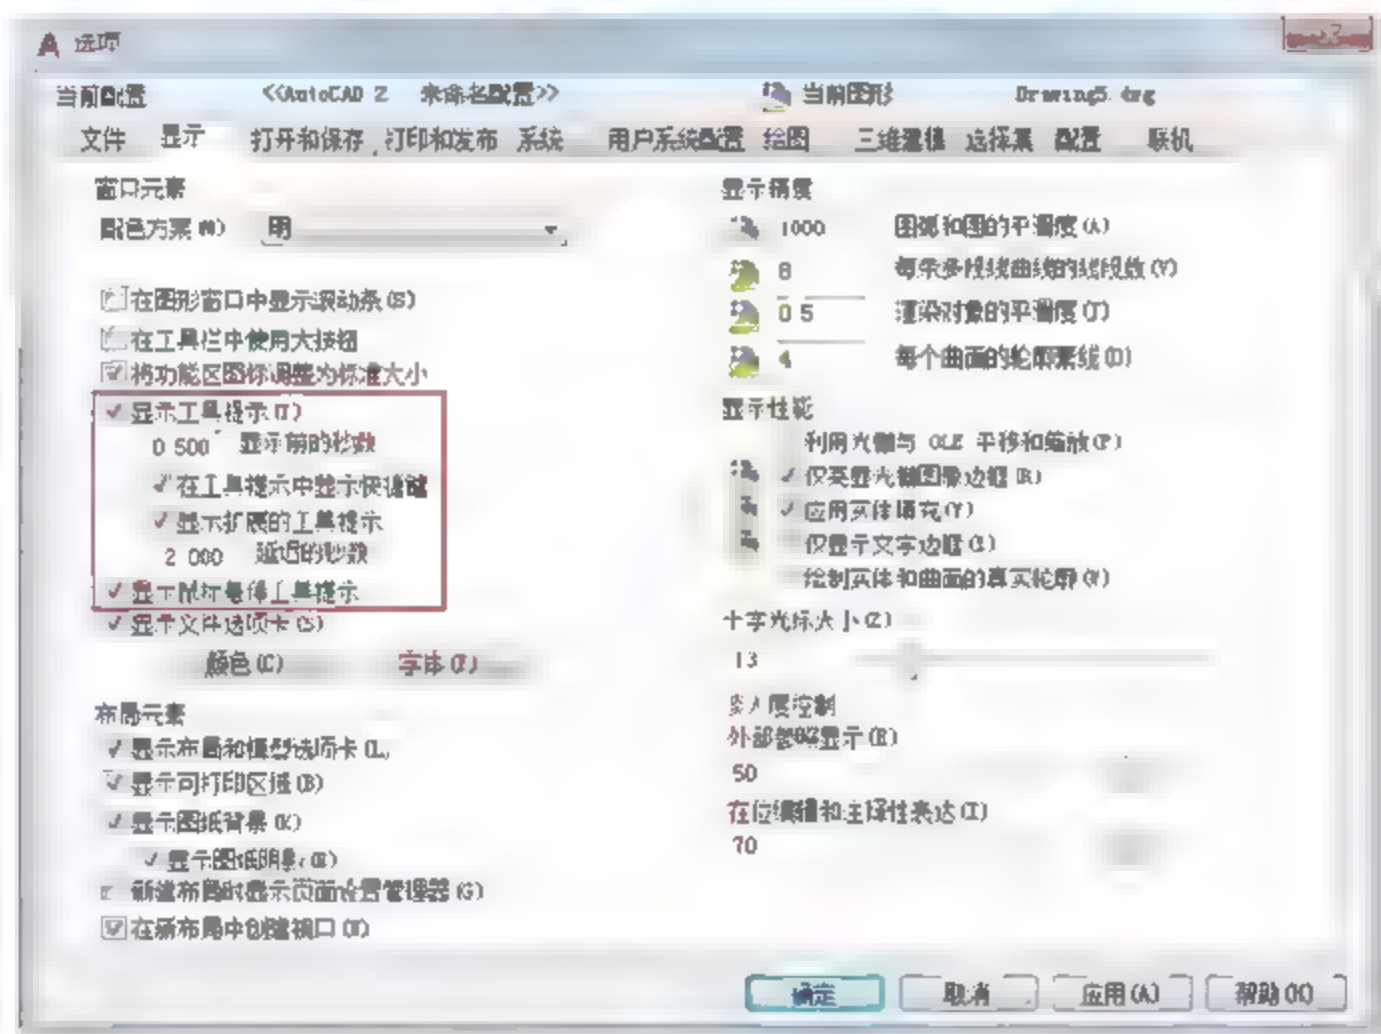 选项
当前配置 <<AutoCAD 2 未命名配置>> 当前图形 Drawing5.dwg
文件 显示 打开和保存 打印和发布 系统 用户系统配置 绘图 三维建模 选择集 配置 联机
窗口元素
配色方案(M) 明
在图形窗口中显示滚动条(S)
在工具栏中使用大按钮
将功能区图标调整为标准大小
显示工具提示(T)
0.500 显示前的秒数
在工具提示中显示快捷键
显示扩展的工具提示
2.000 延迟的秒数
显示鼠标悬停工具提示
显示文件选项卡(S)
颜色(C) 字体(F)
布局元素
显示布局和模型选项卡(L)
显示可打印区域(B)
显示图纸背景(K)
显示图纸阴影(E)
新建布局时显示页面设置管理器(G)
在新布局中创建视口(N)
显示精度
1000 圆弧和圆的平滑度(A)
8 每条多段线曲线的线段数(V)
0.5 渲染对象的平滑度(J)
4 每个曲面的轮廓素线(O)
显示性能
利用光栅与 OLE 平移和缩放(P)
仅亮显光栅图像边框(R)
应用实体填充(Y)
仅显示文字边框(X)
绘制实体和曲面的真实轮廓(W)
十字光标大小(Z)
13
淡入度控制
外部参照显示(E)
50
在位编辑和注释性表达(I)
70
确定 取消 应用(A) 帮助(H)